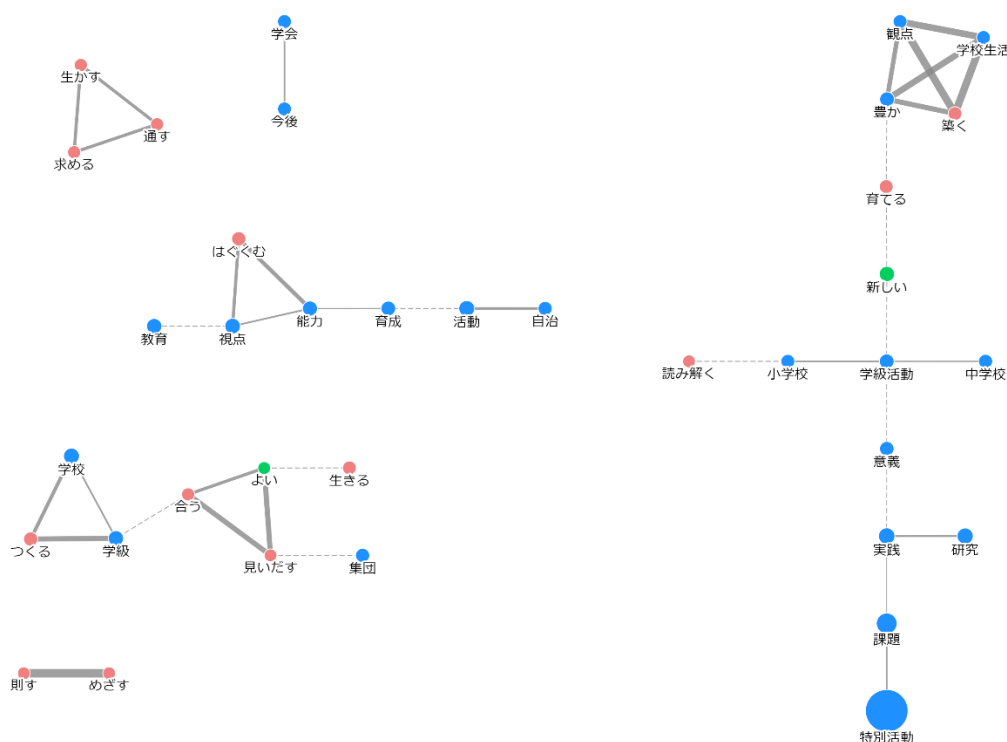 学会
観点
学校生活
生かす
今後
豊か
築く
通す
求める
育てる
はぐくむ
新しい
能力
育成
活動
自治
教育
視点
読み解く
小学校
学級活動
中学校
学校
意義
よい
生きる
合う
つくる
学級
見いだす
集団
実践
研究
課題
則す
めざす
特別活動